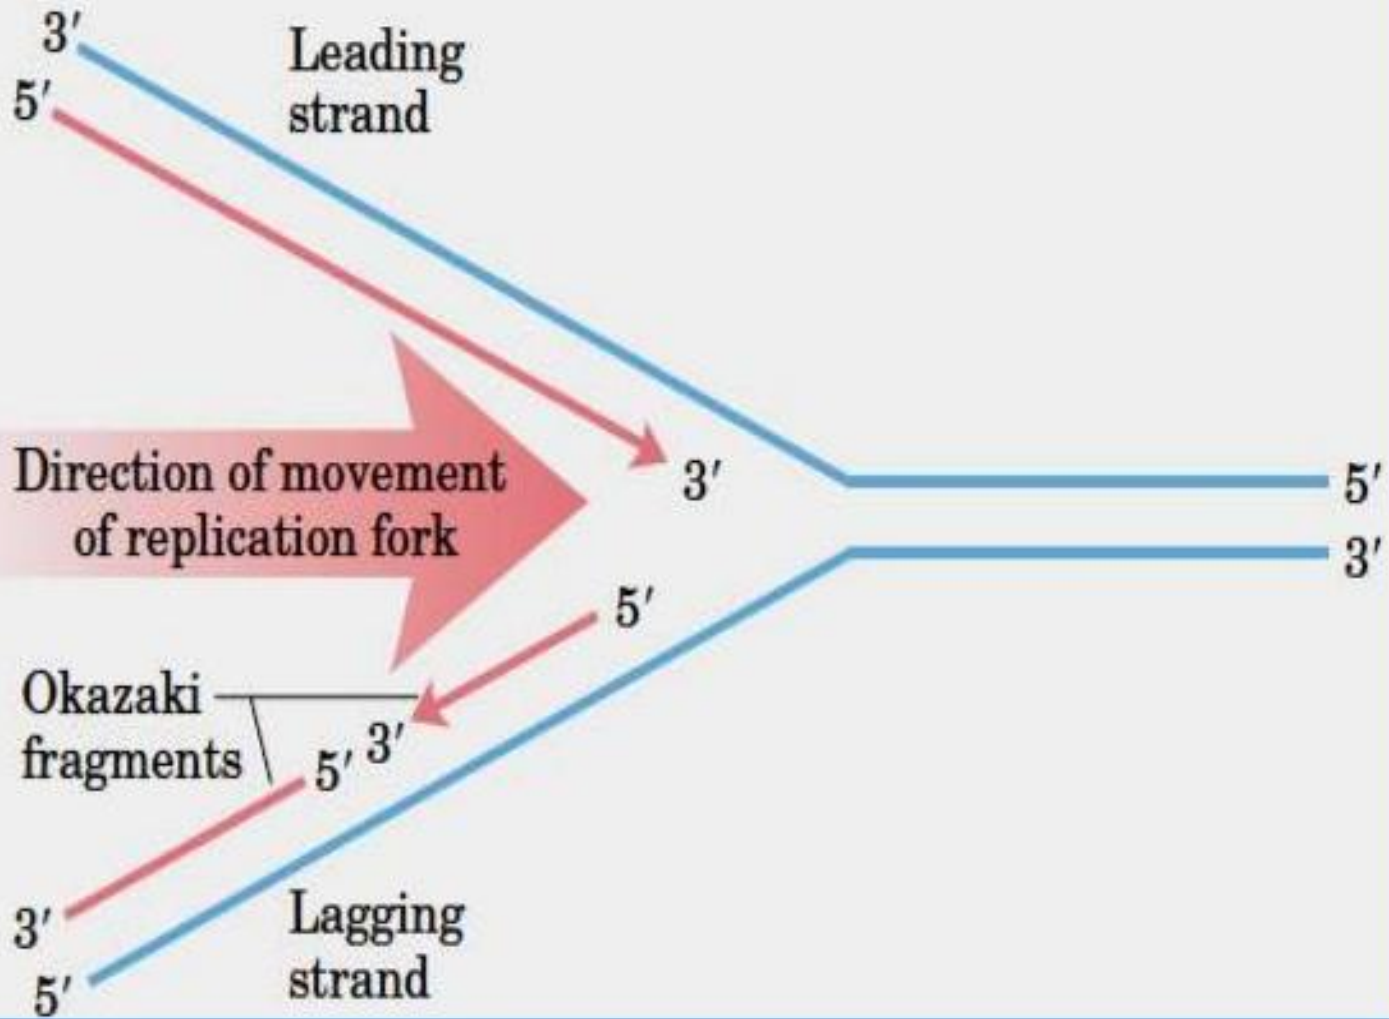 3′
Leading
strand
5′
Direction of movement
of replication fork
3′
5′
3′
5′
Okazaki
fragments
3′
5′
3′
Lagging
strand
5′